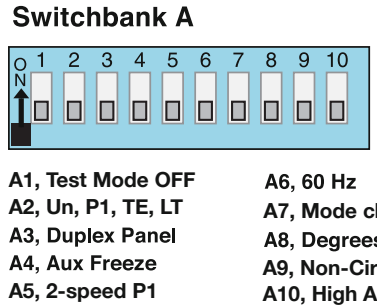 Switchbank A
ON
1 2 3 4 5 6 7 8 9 10
A1, Test Mode OFF
A2, Un, P1, TE, LT
A3, Duplex Panel
A4, Aux Freeze
A5, 2-speed P1
A6, 60 Hz
A7, Mode
A8, Degrees
A9,
A10, High